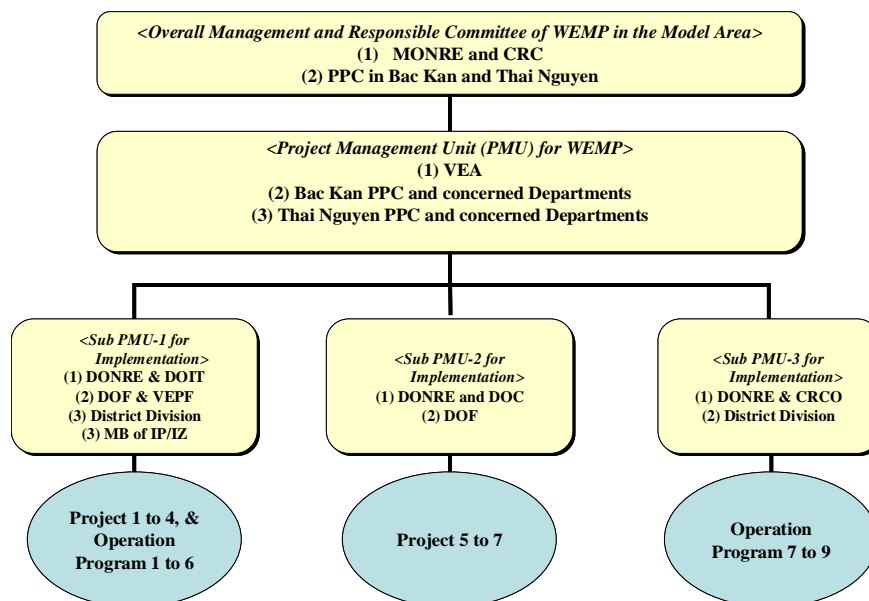 <Overall Management and Responsible Committee of WEMP in the Model Area>
(1) MONRE and CRC
(2) PPC in Bac Kan and Thai Nguyen
<Project Management Unit (PMU) for WEMP>
(1) VEA
(2) Bac Kan PPC and concerned Departments
(3) Thai Nguyen PPC and concerned Departments
<Sub PMU-1 for
Implementation>
(1) DONRE & DOIT
(2) DOF & VEPF
(3) District Division
(3) MB of IP/IZ
<Sub PMU-2 for
Implementation>
(1) DONRE and DOC
(2) DOF
<Sub PMU-3 for
Implementation>
(1) DONRE & CRCO
(2) District Division
Project 1 to 4, &
Operation
Program 1 to 6
Project 5 to 7
Operation
Program 7 to 9